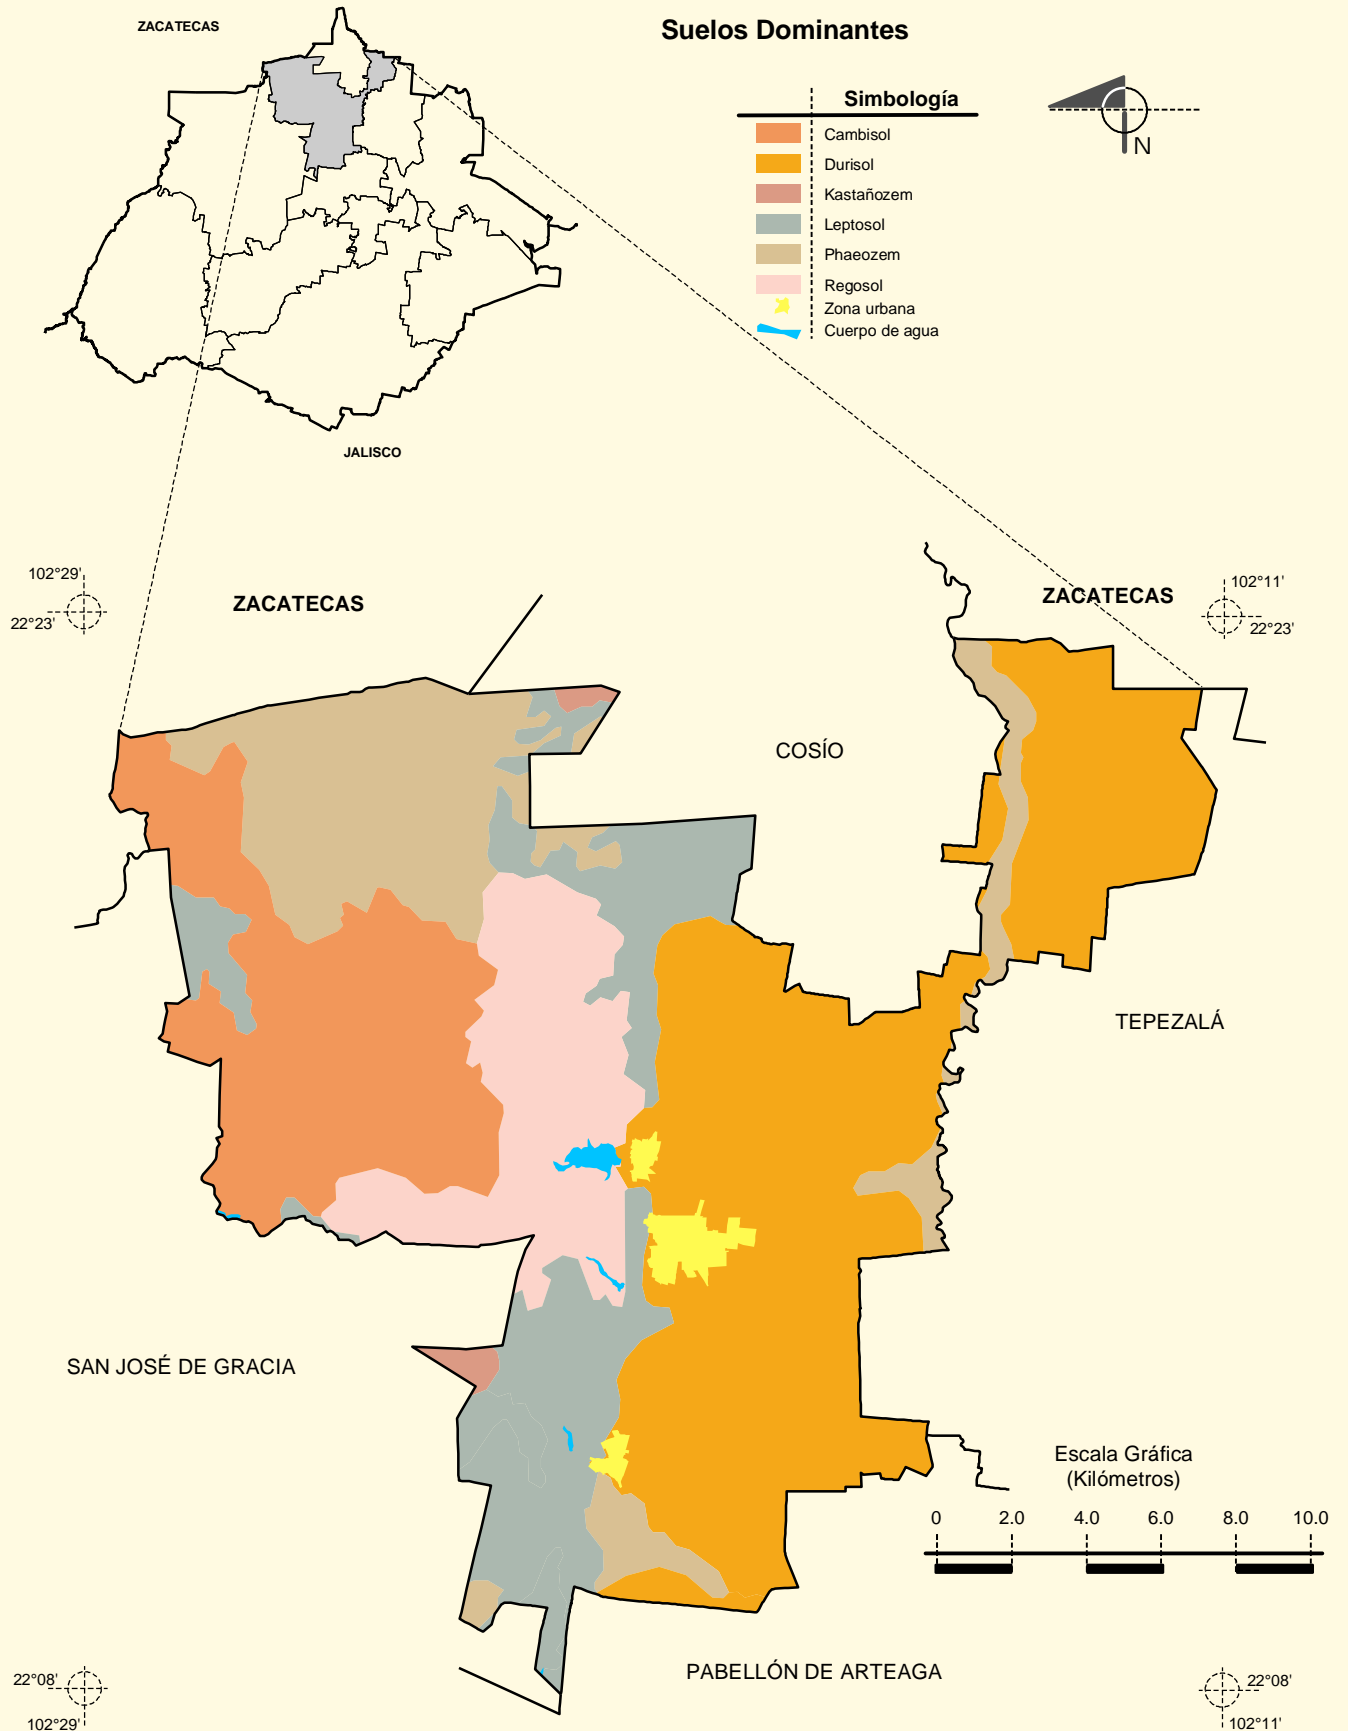 Suelos Dominantes
ZACATECAS
JALISCO
Simbología
Cambisol
Durisol
Kastañozem
Leptosol
Phaeozem
Regosol
Zona urbana
Cuerpo de agua
N
102°29'
22°23'
ZACATECAS
ZACATECAS
102°11'
22°23'
COSÍO
TEPEZALÁ
SAN JOSÉ DE GRACIA
Escala Gráfica
(Kilómetros)
0 2.0 4.0 6.0 8.0 10.0
PABELLÓN DE ARTEAGA
22°08'
102°29'
22°08'
102°11'